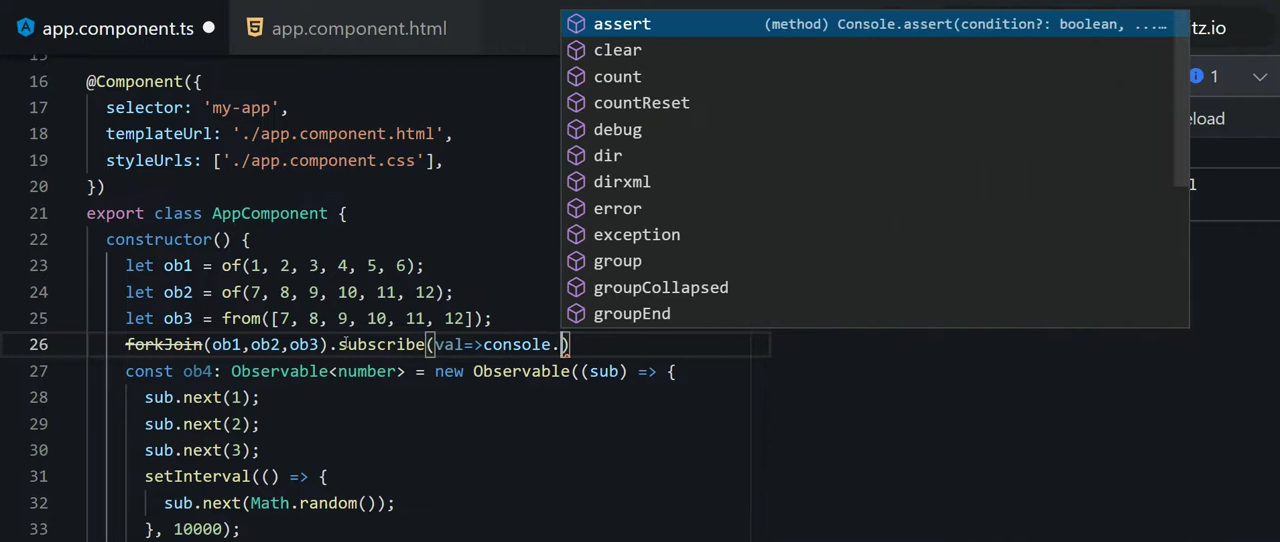 app.component.ts
app.component.html
tz.io
1
eload
l
assert (method) Console.assert(condition?: boolean, ...…
clear
count
countReset
debug
dir
dirxml
error
exception
group
groupCollapsed
groupEnd
15
16 @Component({
17 selector: 'my-app',
18 templateUrl: './app.component.html',
19 styleUrls: ['./app.component.css'],
20 })
21 export class AppComponent {
22 constructor() {
23 let ob1 = of(1, 2, 3, 4, 5, 6);
24 let ob2 = of(7, 8, 9, 10, 11, 12);
25 let ob3 = from([7, 8, 9, 10, 11, 12]);
26 forkJoin(ob1,ob2,ob3).subscribe(val=>console.)
27 const ob4: Observable<number> = new Observable((sub) => {
28 sub.next(1);
29 sub.next(2);
30 sub.next(3);
31 setInterval(() => {
32 sub.next(Math.random());
33 }, 10000);